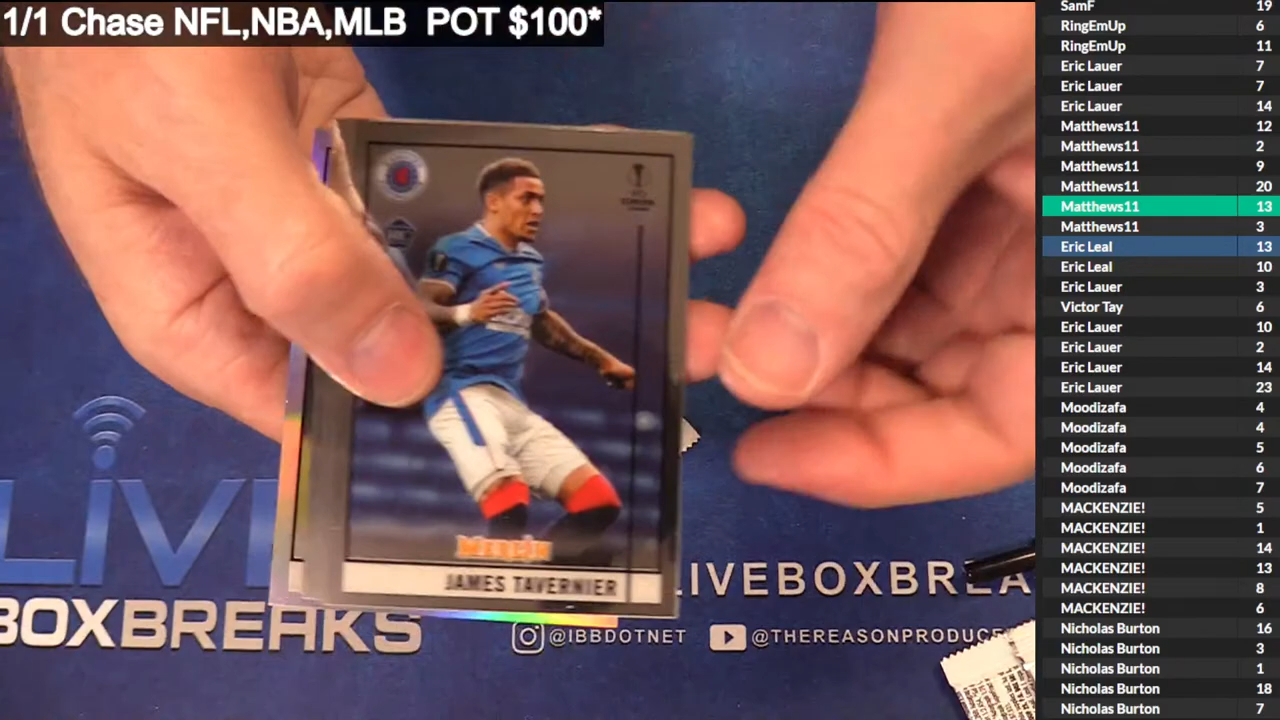 1/1 Chase NFL,NBA,MLB POT $100*
SamF 19
RingEmUp 6
RingEmUp 11
Eric Lauer 7
Eric Lauer 7
Eric Lauer 14
Matthews11 12
Matthews11 2
Matthews11 9
Matthews11 20
Matthews11 13
Matthews11 3
Eric Leal 13
Eric Leal 10
Eric Leal 3
Victor Tay 6
Eric Lauer 10
Eric Lauer 2
Eric Lauer 14
Eric Lauer 23
Moodizafa 4
Moodizafa 4
Moodizafa 5
Moodizafa 6
Moodizafa 7
MACKENZIE! 5
MACKENZIE! 1
MACKENZIE! 14
MACKENZIE! 13
MACKENZIE! 8
MACKENZIE! 6
Nicholas Burton 16
Nicholas Burton 3
Nicholas Burton 1
Nicholas Burton 18
Nicholas Burton 7
Merlin
JAMES TAVERNIER
LiVE
BOXBREAKS
LIVEBOXBREA
@IBBDOTNET
@THEREASONPRODUCE